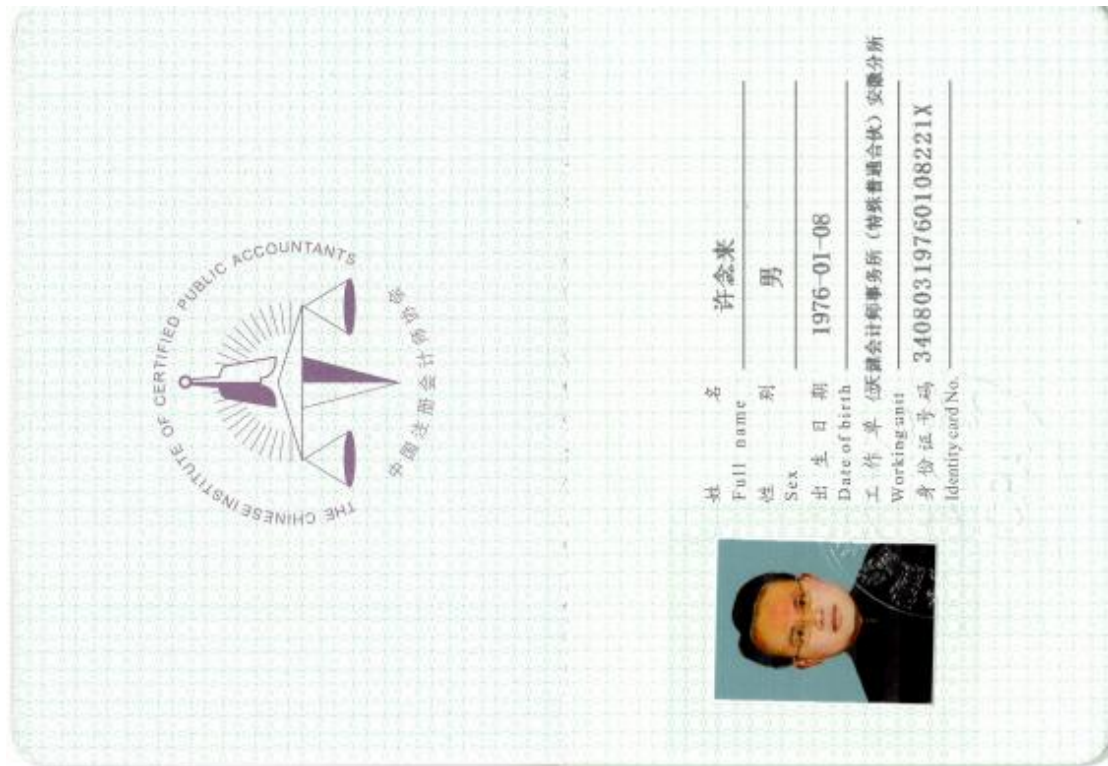 THE CHINESE INSTITUTE OF CERTIFIED PUBLIC ACCOUNTANTS
中国注册会计师协会
姓 名 许念来
Full name
性 别 男
Sex
出 生 日 期 1976-01-08
Date of birth
工 作 单 位 天健会计师事务所（特殊普通合伙）安徽分所
Working unit
身份证号码 34080319760108221X
Identity card No.